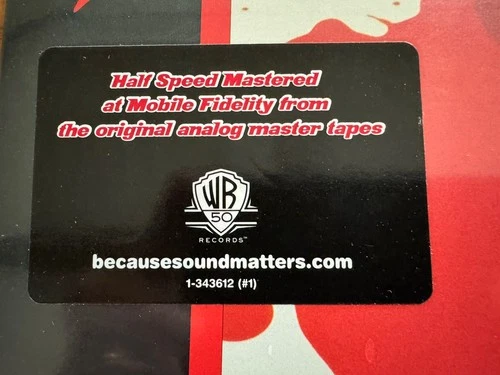 Half Speed Mastered
at Mobile Fidelity from
the original analog master tapes
WB
50
RECORDS™
becausesoundmatters.com
1-343612 (#1)